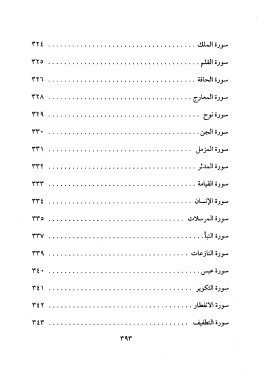 سورة الملك ........................ ٣٢٤
سورة القلم ........................ ٣٢٥
سورة الحاقة ........................ ٣٢٦
سورة المعارج ........................ ٣٢٨
سورة نوح ........................ ٣٢٩
سورة الجن ........................ ٣٣٠
سورة المزمل ........................ ٣٣١
سورة المدثر ........................ ٣٣٢
سورة القيامة ........................ ٣٣٣
سورة الإنسان ........................ ٣٣٤
سورة المرسلات ........................ ٣٣٥
سورة النبأ ........................ ٣٣٧
سورة النازعات ........................ ٣٣٩
سورة عبس ........................ ٣٤٠
سورة التكوير ........................ ٣٤١
سورة الانفطار ........................ ٣٤٢
سورة التطفيف ........................ ٣٤٣
٣٩٣